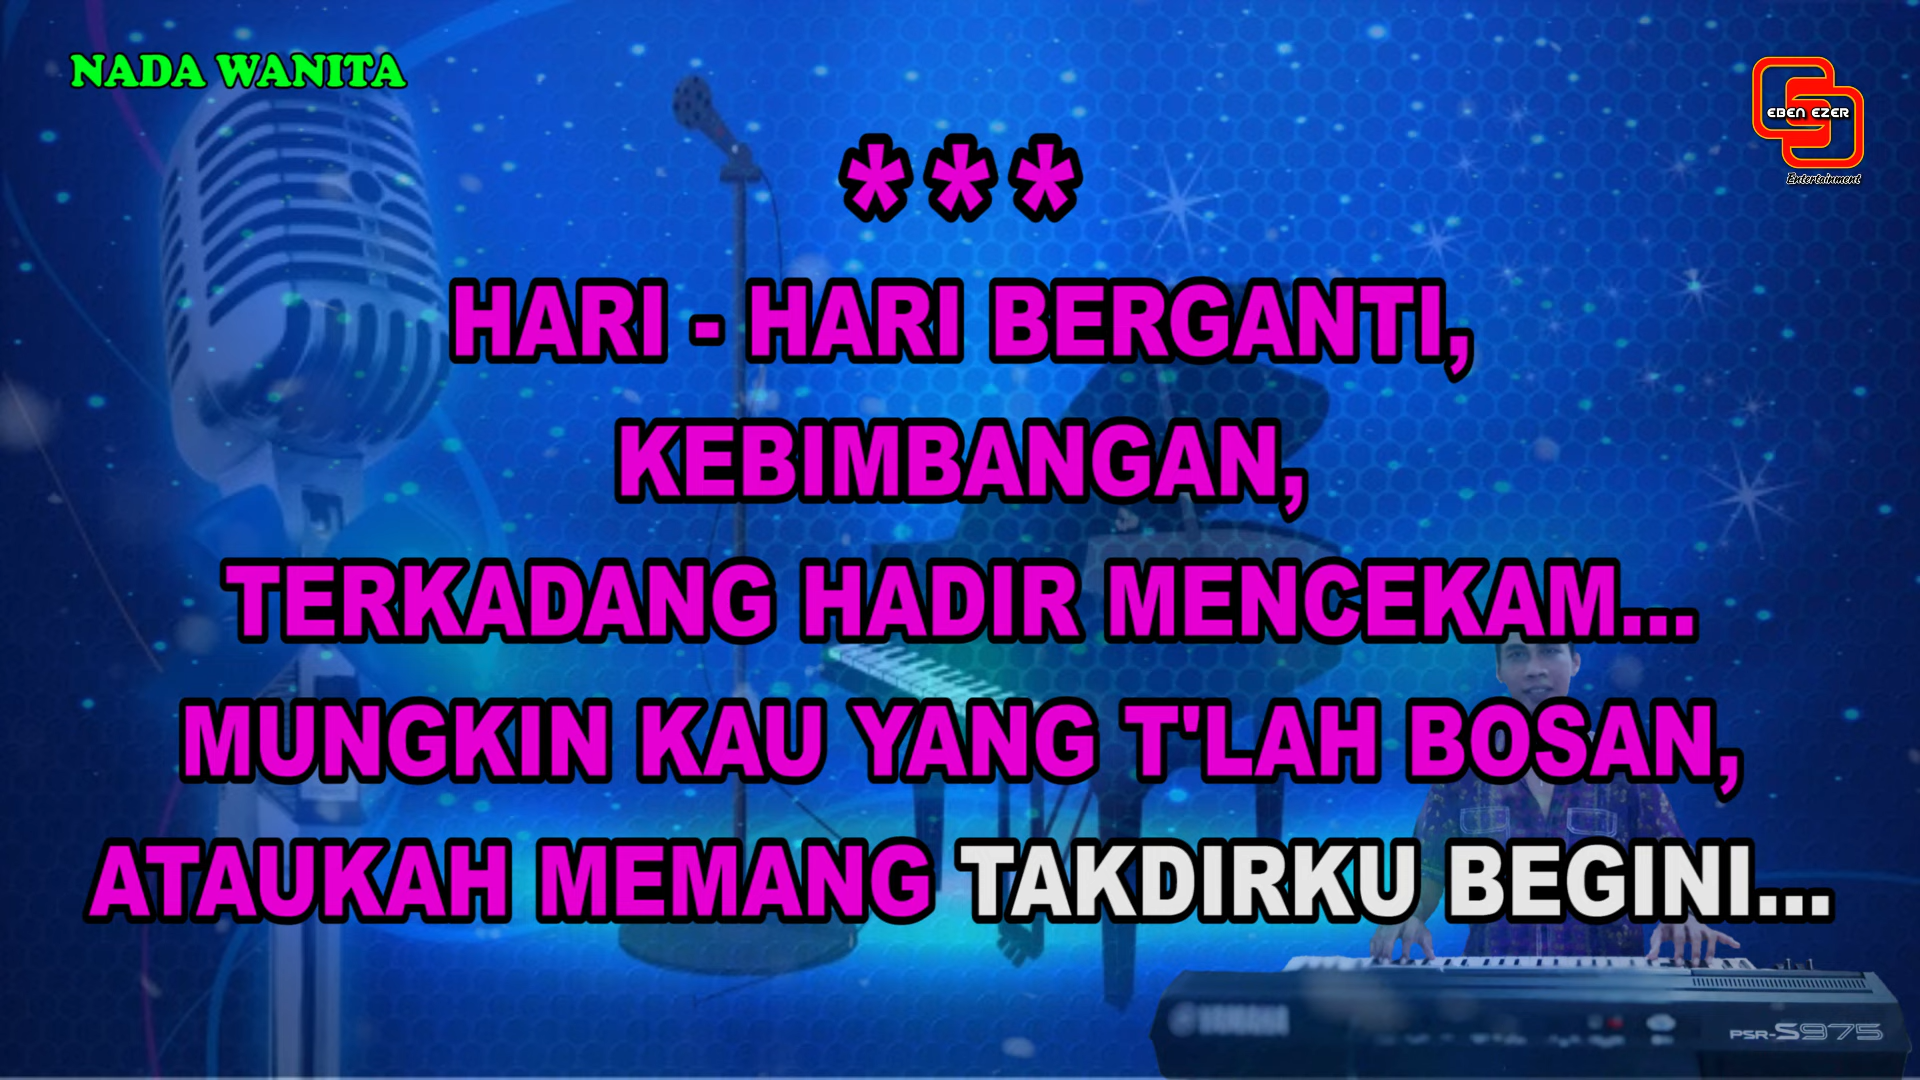 NADA WANITA
EBEN EZER
Entertainment
***
HARI - HARI BERGANTI,
KEBIMBANGAN,
TERKADANG HADIR MENCEKAM...
MUNGKIN KAU YANG T'LAH BOSAN,
ATAUKAH MEMANG TAKDIRKU BEGINI...
YAMAHA
PSR-S975